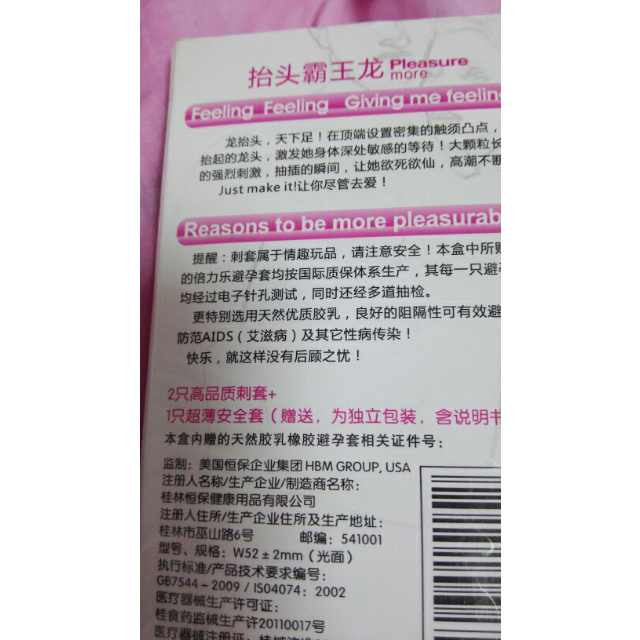 抬头霸王龙 Pleasure more
Feeling Feeling Giving me feeling
龙抬头，天下足！在顶端设置密集的触须凸点，
抬起的龙头，激发她身体深处敏感的等待！大颗粒长
的强烈刺激，抽插的瞬间，让她欲死欲仙，高潮不断
Just make it!让你尽管去爱！
Reasons to be more pleasurab
提醒：刺套属于情趣玩品，请注意安全！本盒中所贝
的倍力乐避孕套均按国际质保体系生产，其每一只避孕
均经过电子针孔测试，同时还经多道抽检。
更特别选用天然优质胶乳，良好的阻隔性可有效避
防范AIDS（艾滋病）及其它性病传染！
快乐，就这样没有后顾之忧！
2只高品质刺套+
1只超薄安全套（赠送，为独立包装，含说明书
本盒内赠的天然胶乳橡胶避孕套相关证件号：
监制：美国恒保企业集团 HBM GROUP, USA
注册人名称/生产企业/制造商名称：
桂林恒保健康用品有限公司
注册人住所/生产企业住所及生产地址：
桂林市巫山路6号 邮编：541001
型号、规格：W52±2mm（光面）
执行标准/产品技术要求编号：
GB7544-2009 / ISO4074：2002
医疗器械生产许可证：
桂食药监械生产许20110017号
医疗器械注册证：桂械注准